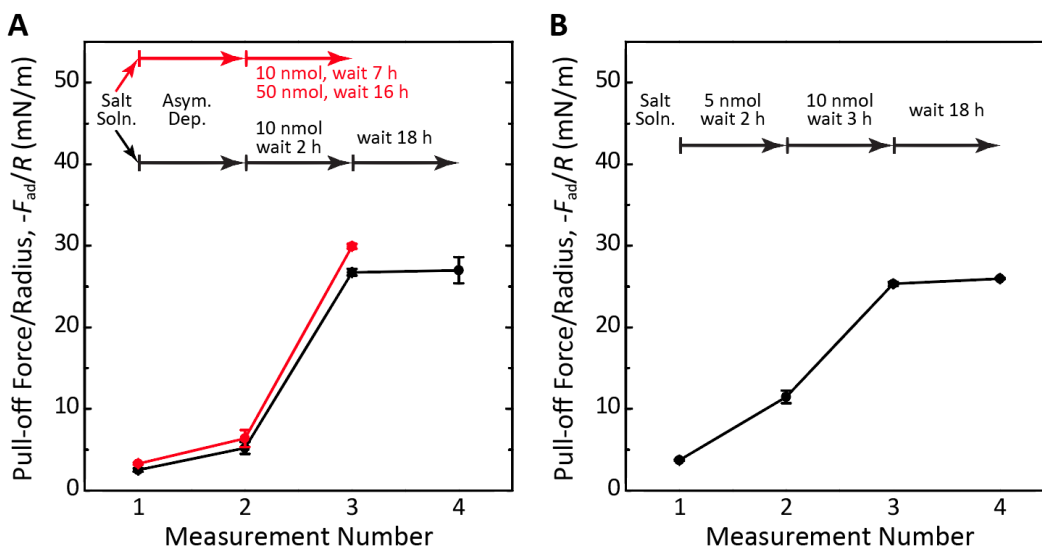 A
Pull-off Force/Radius, -Fad/R (mN/m)
50
40
30
20
10
0
10 nmol, wait 7 h
50 nmol, wait 16 h
Salt
Soln.
Asym.
Dep.
10 nmol
wait 2 h
wait 18 h
1 2 3 4
Measurement Number
B
Pull-off Force/Radius, -Fad/R (mN/m)
50
40
30
20
10
0
Salt
Soln.
5 nmol
wait 2 h
10 nmol
wait 3 h
wait 18 h
1 2 3 4
Measurement Number